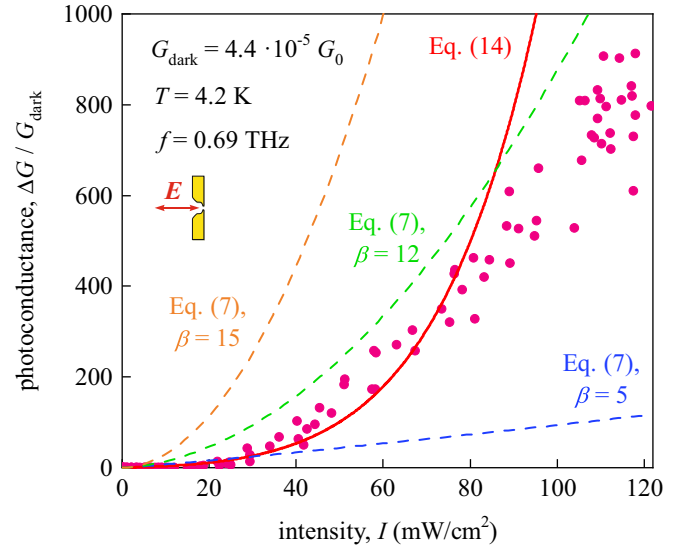 G_dark = 4.4 · 10^-5 G_0
T = 4.2 K
f = 0.69 THz
E
Eq. (14)
Eq. (7),
β = 12
Eq. (7),
β = 15
Eq. (7),
β = 5
photoconductance, ΔG / G_dark
1000
800
600
400
200
0
0 20 40 60 80 100 120
intensity, I (mW/cm²)